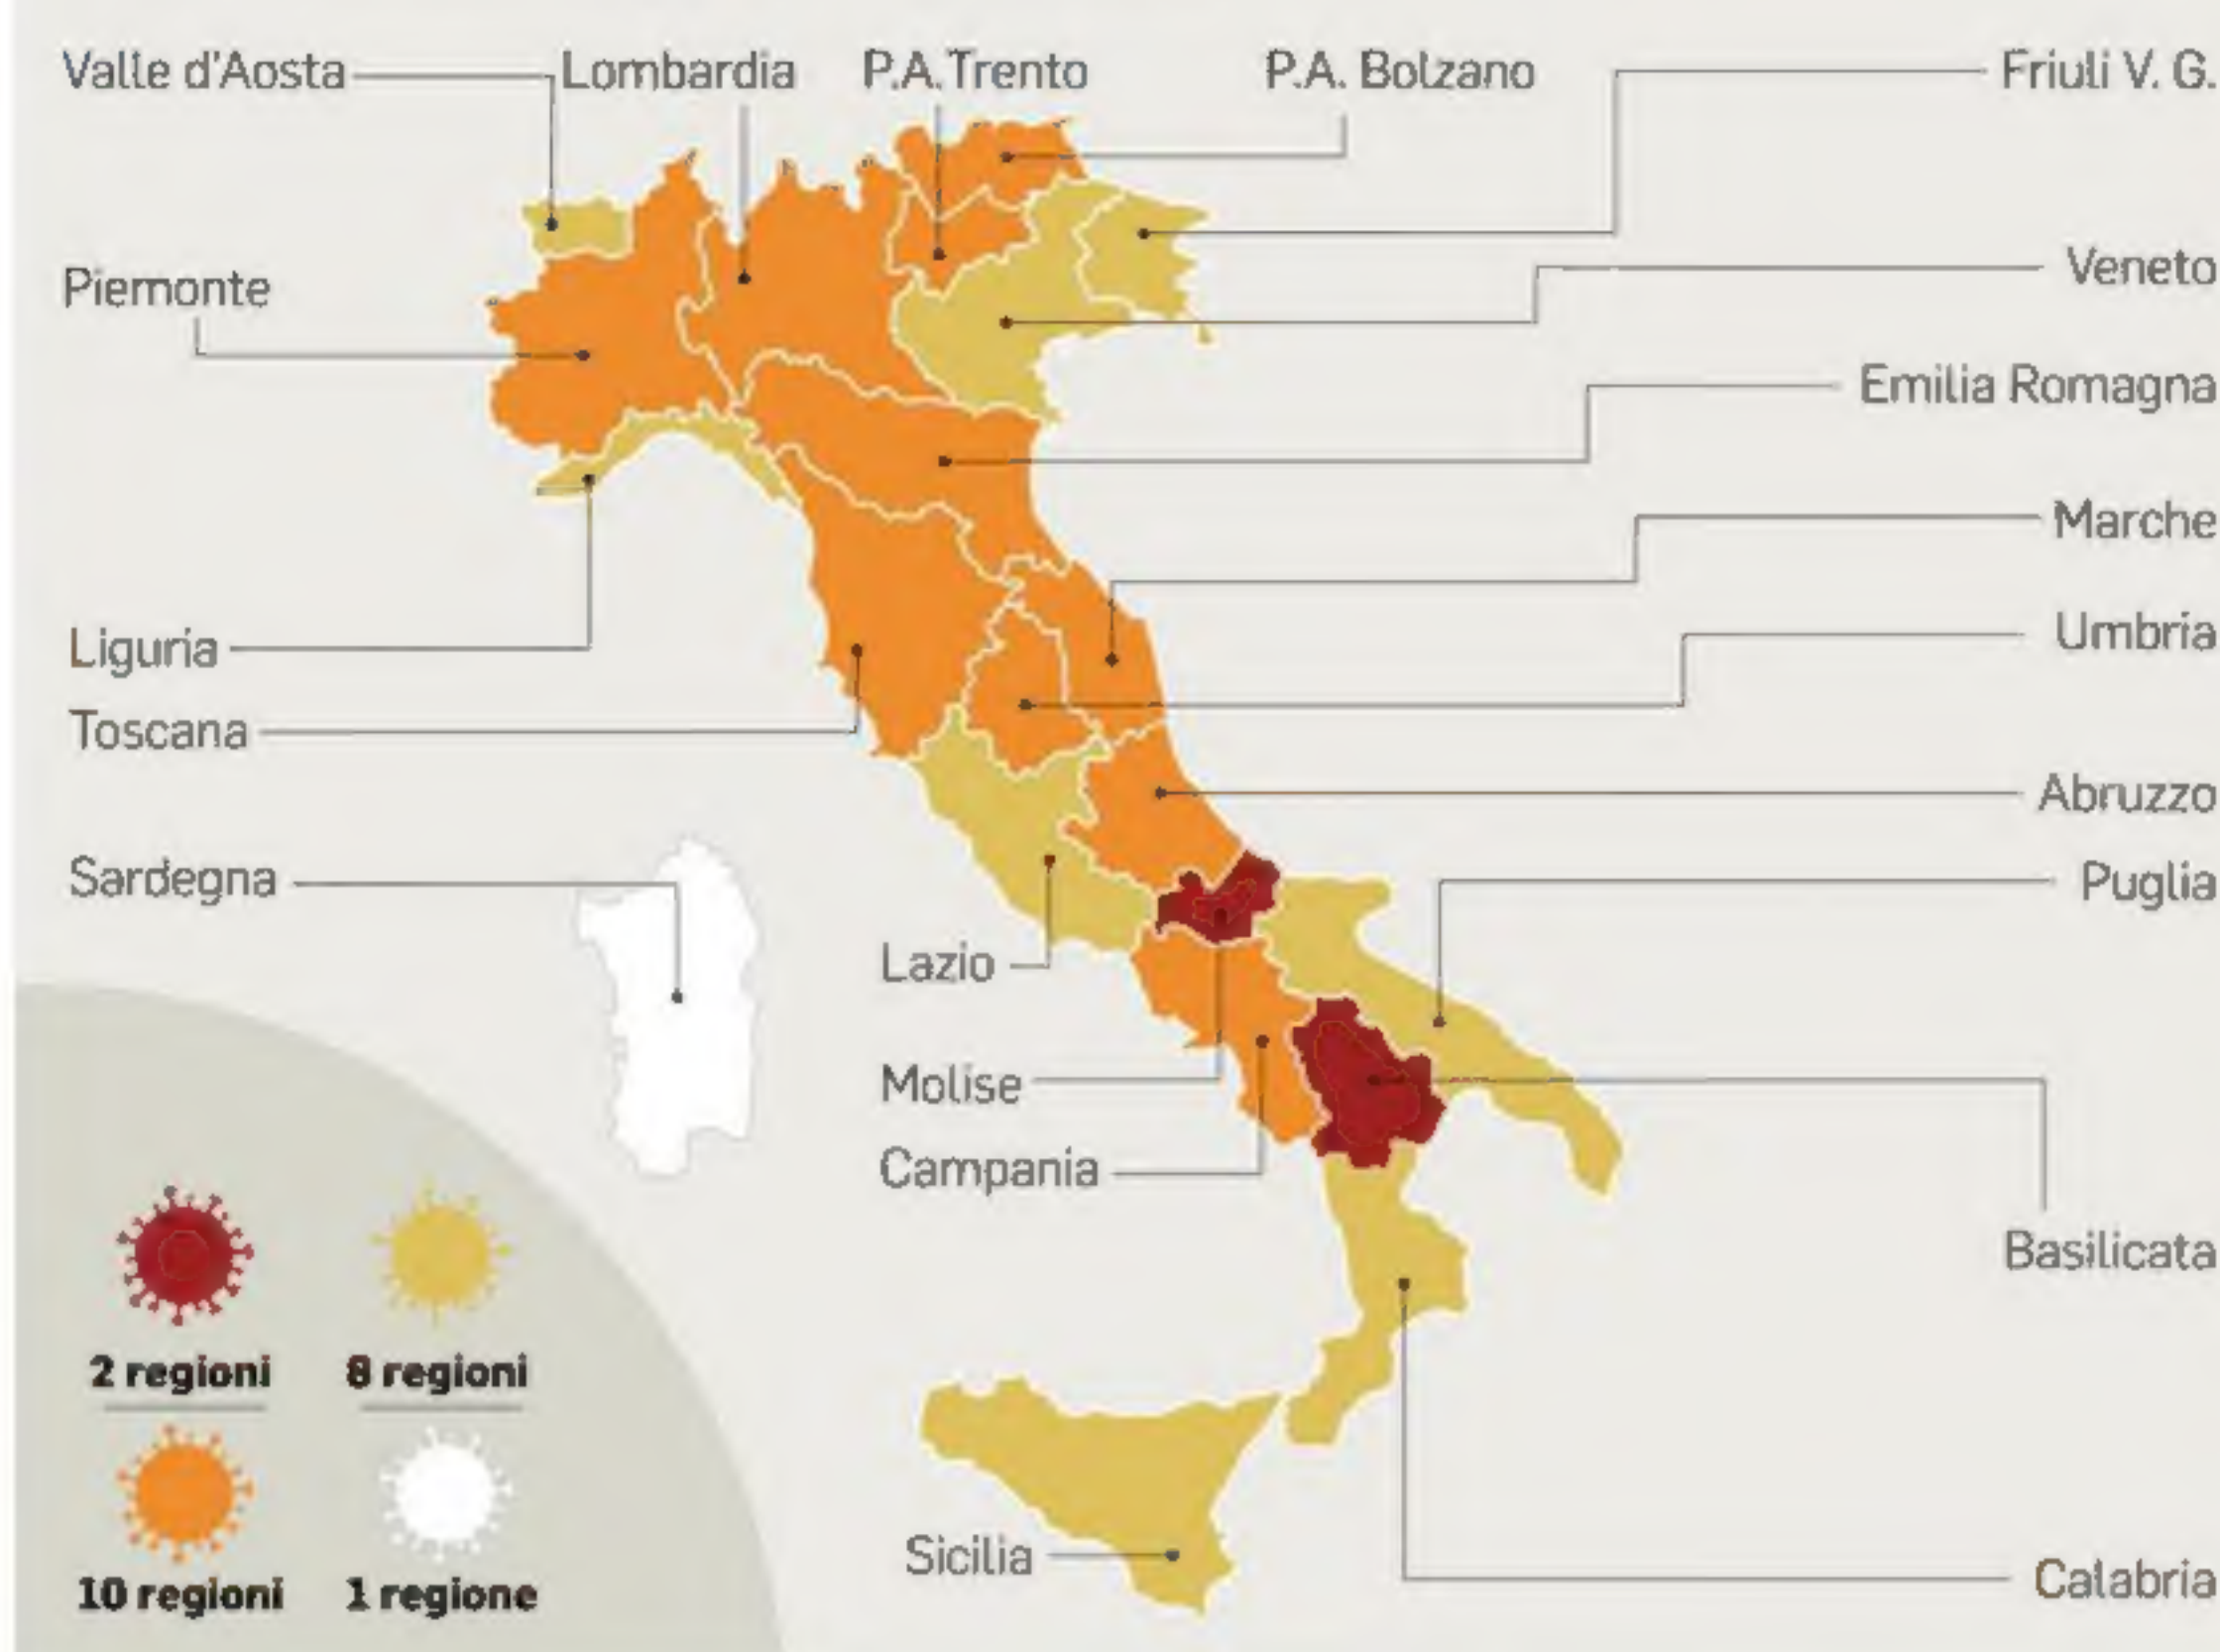 Valle d'Aosta
Lombardia
P.A. Trento
P.A. Bolzano
Friuli V. G.
Piemonte
Veneto
Emilia Romagna
Marche
Liguria
Umbria
Toscana
Abruzzo
Sardegna
Puglia
Lazio
Molise
Campania
Basilicata
Sicilia
Calabria
2 regioni
8 regioni
10 regioni
1 regione